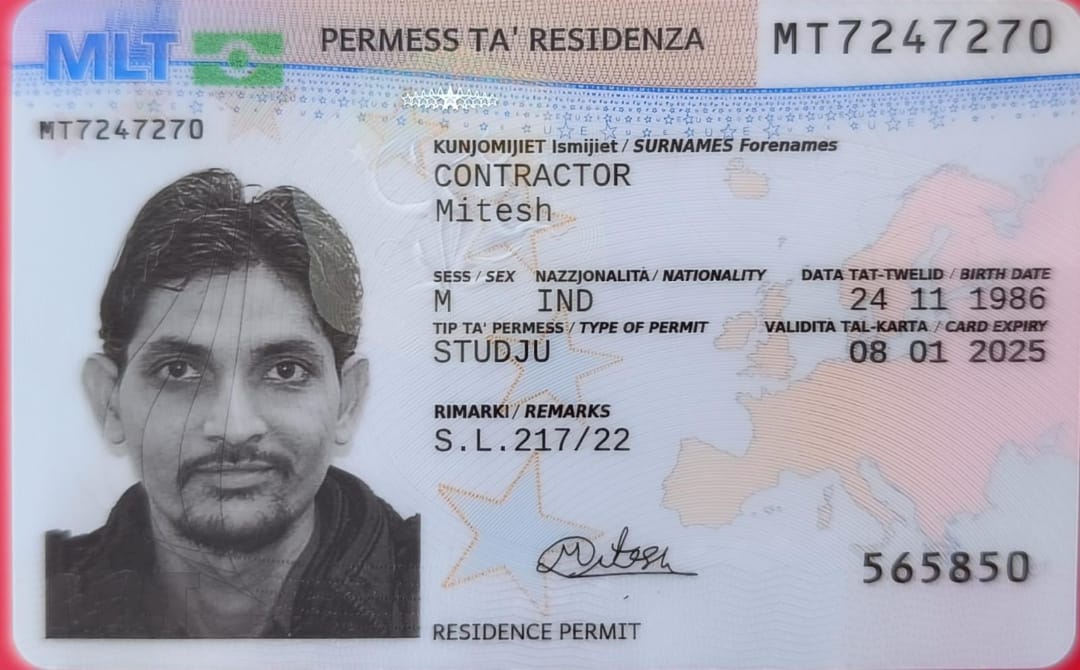 MLT
PERMESS TA' RESIDENZA
MT7247270
MT7247270
KUNJOMIJIET Ismijiet / SURNAMES Forenames
CONTRACTOR
Mitesh
SESS / SEX NAZZJONALITÀ / NATIONALITY DATA TAT-TWELID / BIRTH DATE
M IND 24 11 1986
TIP TA' PERMESS / TYPE OF PERMIT VALIDITA TAL-KARTA / CARD EXPIRY
STUDJU 08 01 2025
RIMARKI / REMARKS
S.L.217/22
Mitesh
565850
RESIDENCE PERMIT